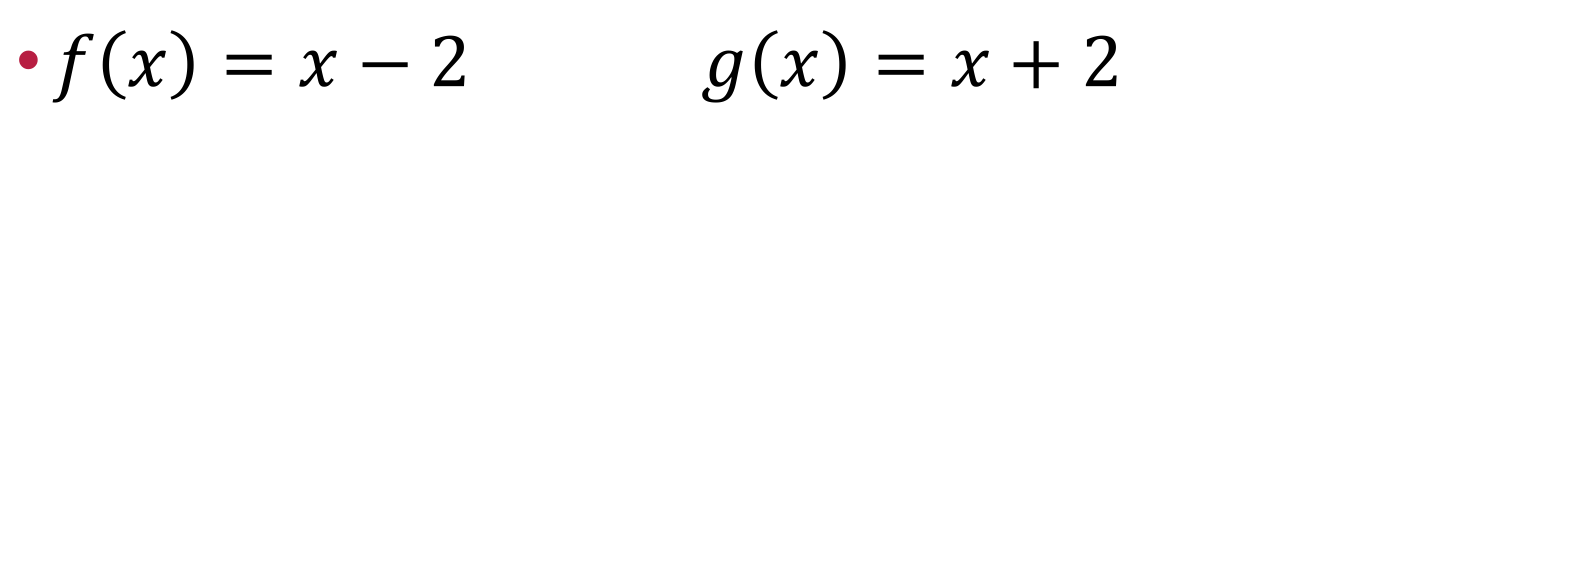 • f(x) = x − 2 g(x) = x + 2